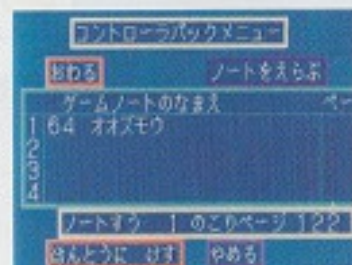 コントローラパックメニュー
おわる ノートをえらぶ
ゲームノートのなまえ ペー
1 64 オオズモウ
2
3
4
ノートすう 1 のこりページ 122
ほんとうに けす やめる